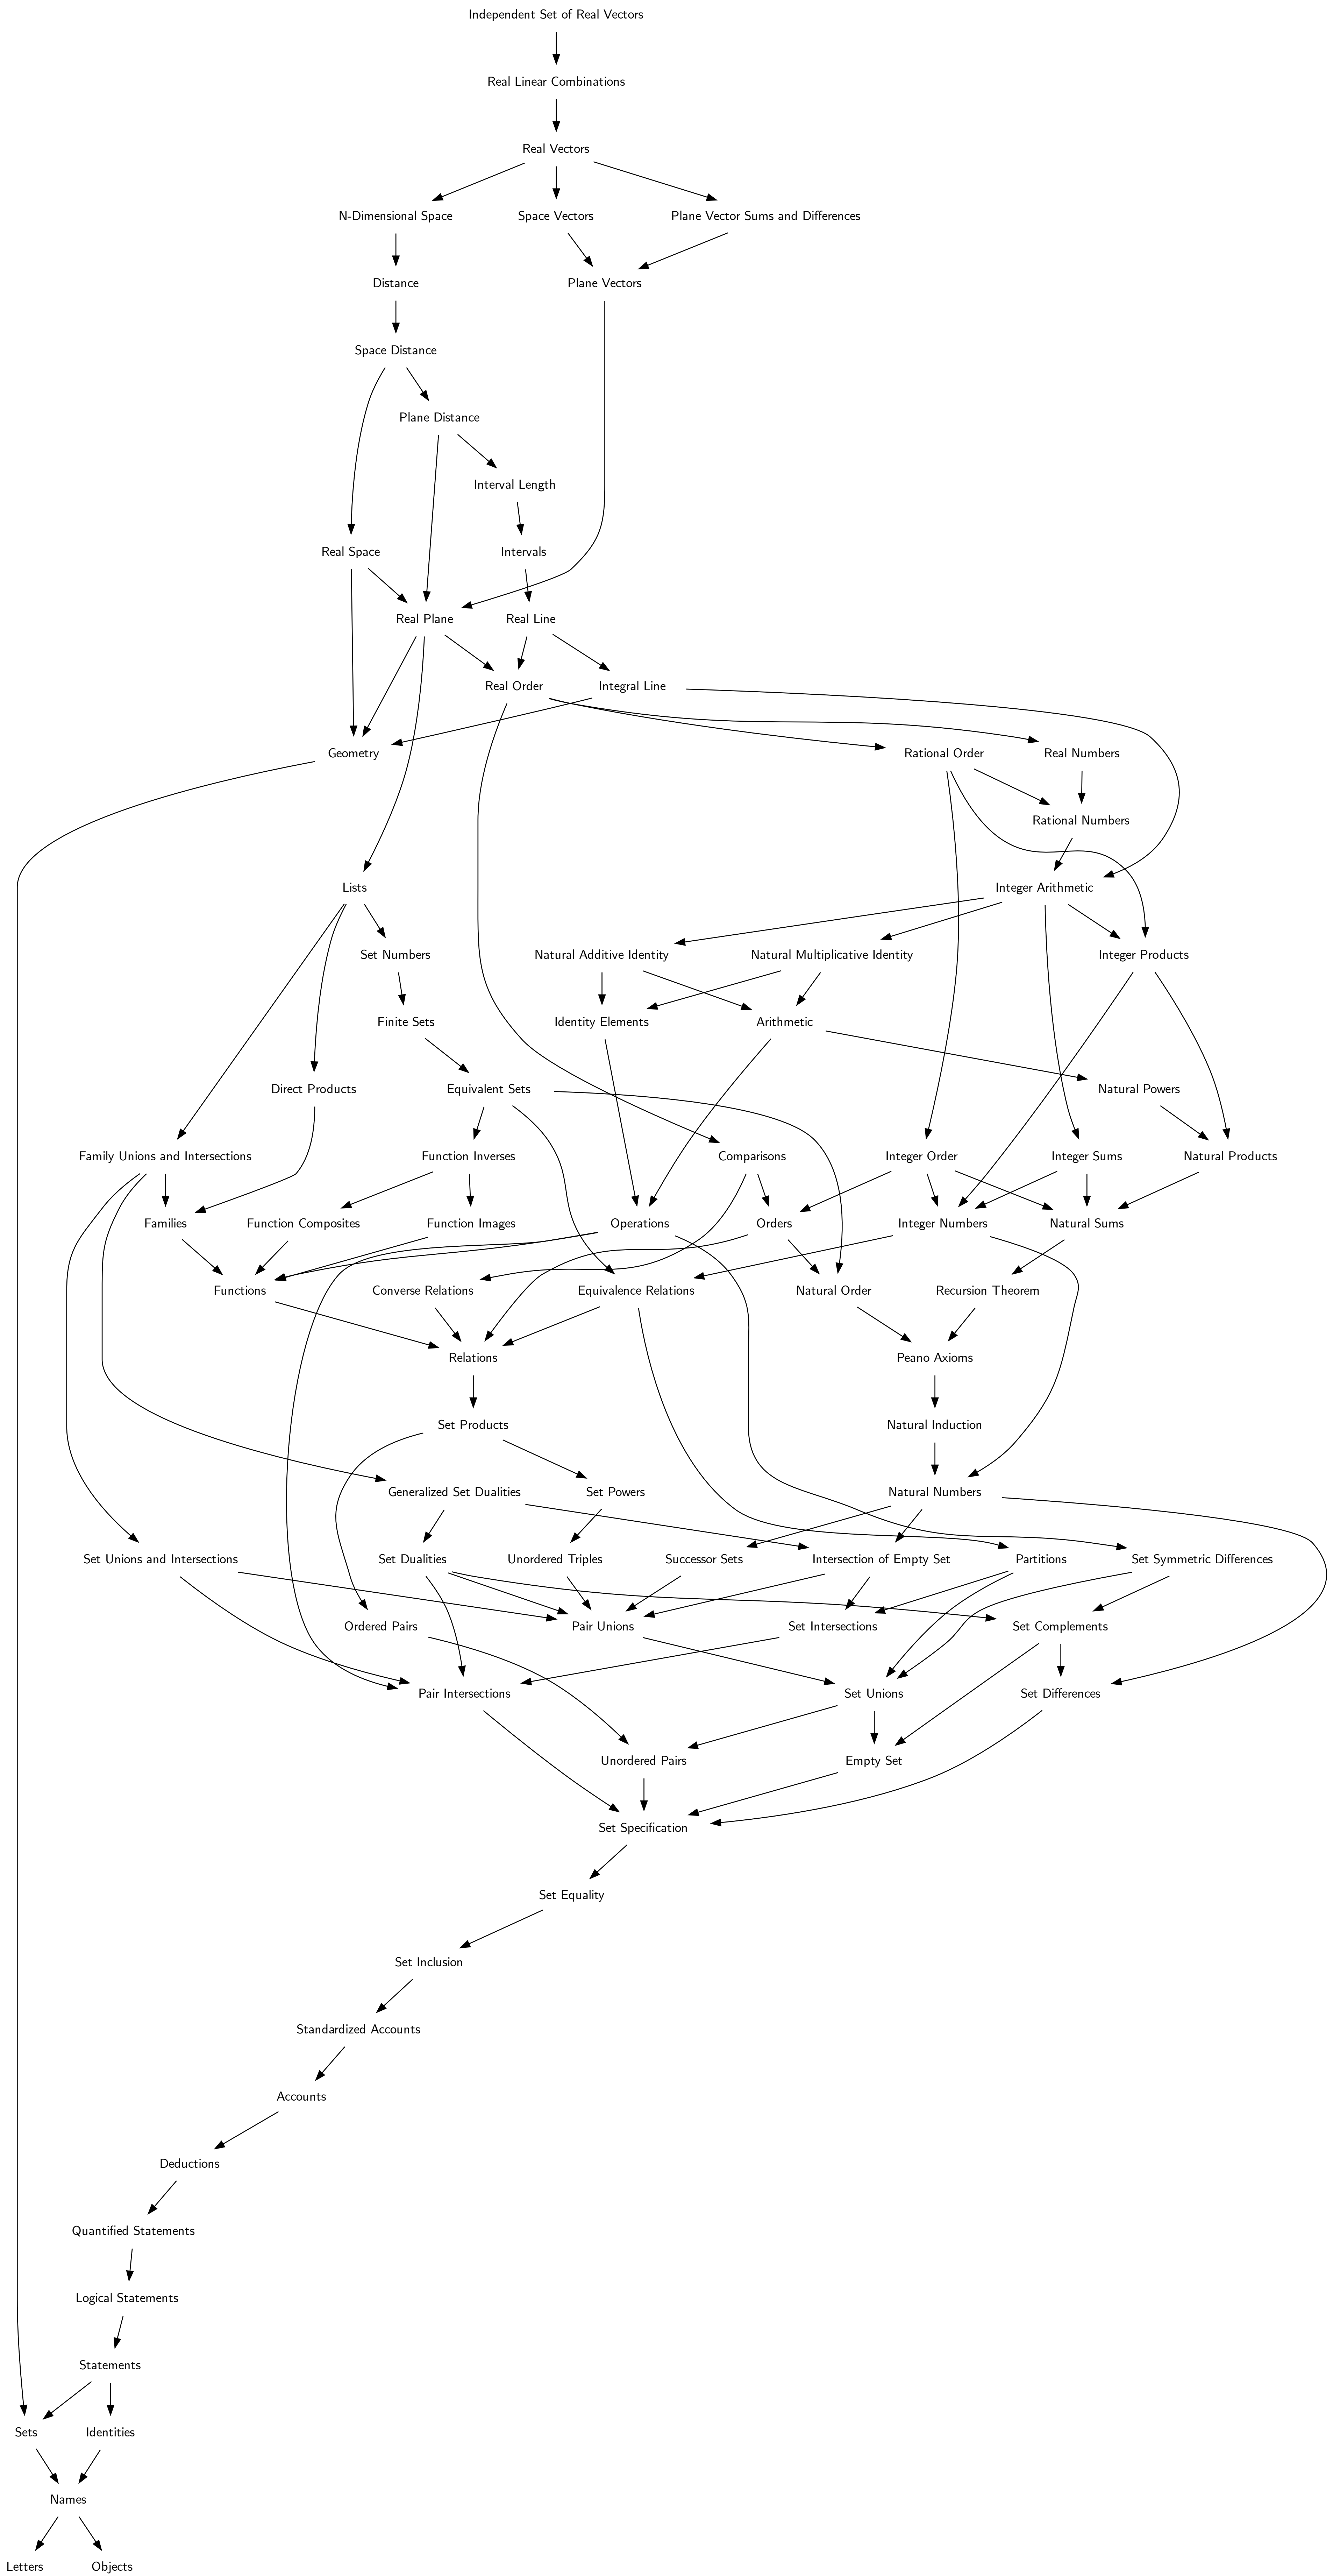 Independent Set of Real Vectors
Real Linear Combinations
Real Vectors
N-Dimensional Space
Space Vectors
Plane Vector Sums and Differences
Distance
Plane Vectors
Space Distance
Plane Distance
Interval Length
Real Space
Intervals
Real Plane
Real Line
Real Order
Integral Line
Geometry
Rational Order
Real Numbers
Rational Numbers
Lists
Integer Arithmetic
Set Numbers
Natural Additive Identity
Natural Multiplicative Identity
Integer Products
Finite Sets
Identity Elements
Arithmetic
Direct Products
Equivalent Sets
Natural Powers
Family Unions and Intersections
Function Inverses
Comparisons
Integer Order
Integer Sums
Natural Products
Families
Function Composites
Function Images
Operations
Orders
Integer Numbers
Natural Sums
Functions
Converse Relations
Equivalence Relations
Natural Order
Recursion Theorem
Relations
Peano Axioms
Set Products
Natural Induction
Generalized Set Dualities
Set Powers
Natural Numbers
Set Unions and Intersections
Set Dualities
Unordered Triples
Successor Sets
Intersection of Empty Set
Partitions
Set Symmetric Differences
Ordered Pairs
Pair Unions
Set Intersections
Set Complements
Pair Intersections
Set Unions
Set Differences
Unordered Pairs
Empty Set
Set Specification
Set Equality
Set Inclusion
Standardized Accounts
Accounts
Deductions
Quantified Statements
Logical Statements
Statements
Sets
Identities
Names
Letters
Objects